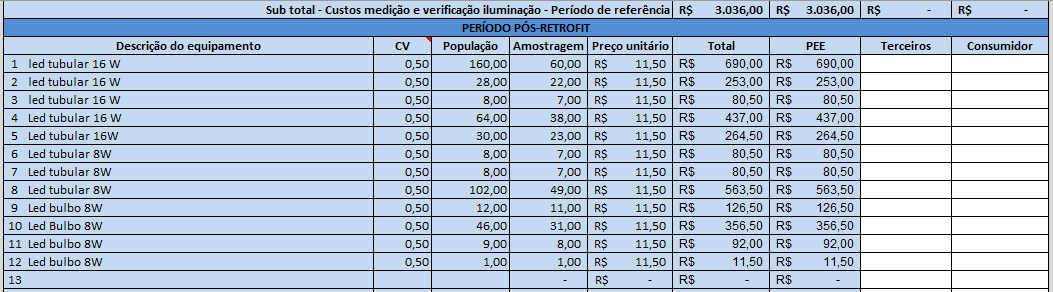 Sub total - Custos medição e verificação iluminação - Período de referência R$ 3.036,00 R$ 3.036,00 R$ - R$ -
PERÍODO PÓS-RETROFIT
Descrição do equipamento CV População Amostragem Preço unitário Total PEE Terceiros Consumidor
1 led tubular 16 W 0,50 160,00 60,00 R$ 11,50 R$ 690,00 R$ 690,00
2 led tubular 16 W 0,50 28,00 22,00 R$ 11,50 R$ 253,00 R$ 253,00
3 led tubular 16 W 0,50 8,00 7,00 R$ 11,50 R$ 80,50 R$ 80,50
4 Led tubular 16 W 0,50 64,00 38,00 R$ 11,50 R$ 437,00 R$ 437,00
5 Led tubular 16W 0,50 30,00 23,00 R$ 11,50 R$ 264,50 R$ 264,50
6 Led tubular 8W 0,50 8,00 7,00 R$ 11,50 R$ 80,50 R$ 80,50
7 Led tubular 8W 0,50 8,00 7,00 R$ 11,50 R$ 80,50 R$ 80,50
8 Led tubular 8W 0,50 102,00 49,00 R$ 11,50 R$ 563,50 R$ 563,50
9 Led bulbo 8W 0,50 12,00 11,00 R$ 11,50 R$ 126,50 R$ 126,50
10 Led Bulbo 8W 0,50 46,00 31,00 R$ 11,50 R$ 356,50 R$ 356,50
11 Led bulbo 8W 0,50 9,00 8,00 R$ 11,50 R$ 92,00 R$ 92,00
12 Led bulbo 8W 0,50 1,00 1,00 R$ 11,50 R$ 11,50 R$ 11,50
13 - R$ - R$ - R$ -